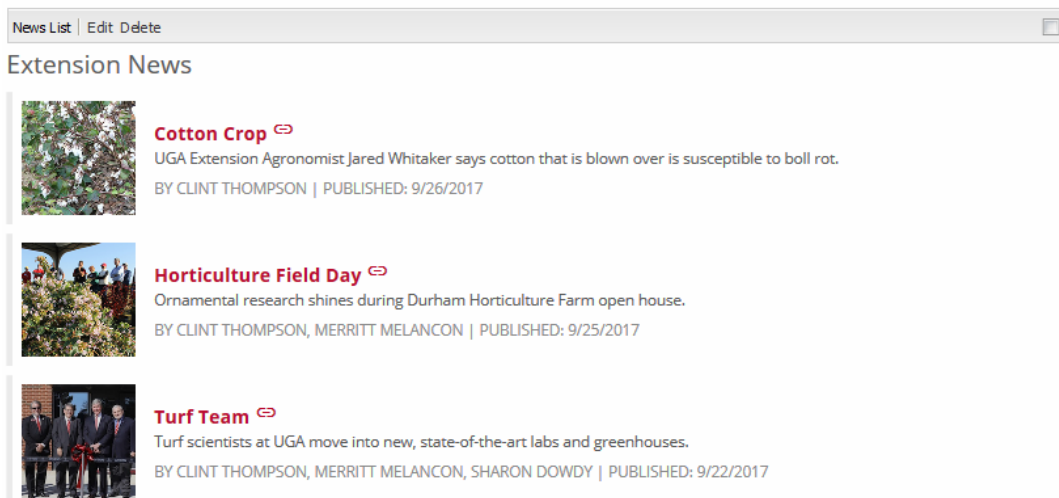 News List | Edit Delete
Extension News
Cotton Crop
UGA Extension Agronomist Jared Whitaker says cotton that is blown over is susceptible to boll rot.
BY CLINT THOMPSON | PUBLISHED: 9/26/2017
Horticulture Field Day
Ornamental research shines during Durham Horticulture Farm open house.
BY CLINT THOMPSON, MERRITT MELANCON | PUBLISHED: 9/25/2017
Turf Team
Turf scientists at UGA move into new, state-of-the-art labs and greenhouses.
BY CLINT THOMPSON, MERRITT MELANCON, SHARON DOWDY | PUBLISHED: 9/22/2017